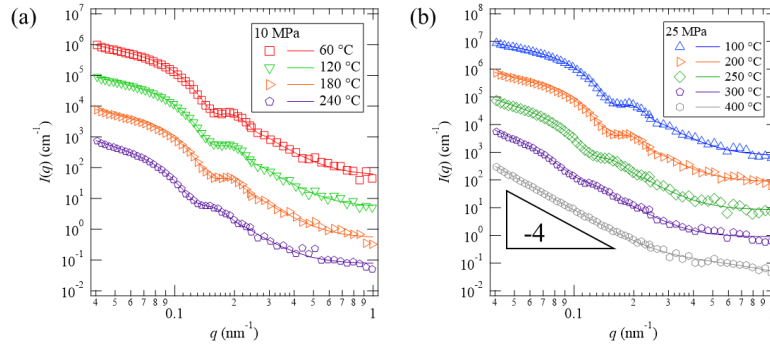 (a)
10 MPa
60 °C
120 °C
180 °C
240 °C
I(q) (cm⁻¹)
10⁷
10⁶
10⁵
10⁴
10³
10²
10¹
10⁰
10⁻¹
10⁻²
4 5 6 7 8 9 2 3 4 5 6 7 8 9
0.1 1
q (nm⁻¹)
(b)
25 MPa
100 °C
200 °C
250 °C
300 °C
400 °C
-4
I(q) (cm⁻¹)
10⁷
10⁶
10⁵
10⁴
10³
10²
10¹
10⁰
10⁻¹
10⁻²
4 5 6 7 8 9 2 3 4 5 6 7 8 9
0.1
q (nm⁻¹)